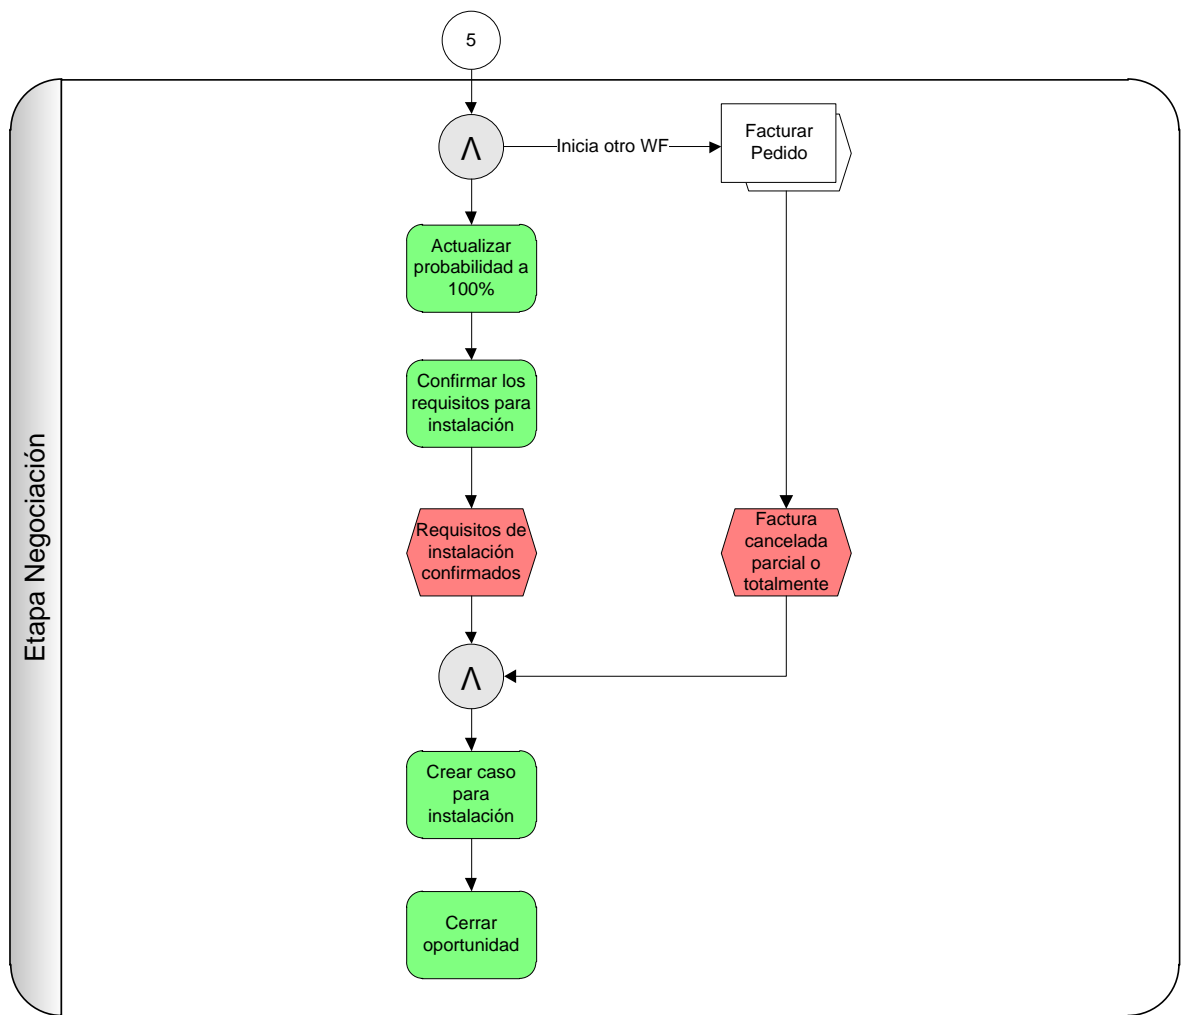 5
Λ
Inicia otro WF
Facturar
Pedido
Actualizar
probabilidad a
100%
Confirmar los
requisitos para
instalación
Requisitos de
instalación
confirmados
Factura
cancelada
parcial o
totalmente
Λ
Crear caso
para
instalación
Cerrar
oportunidad
Etapa Negociación